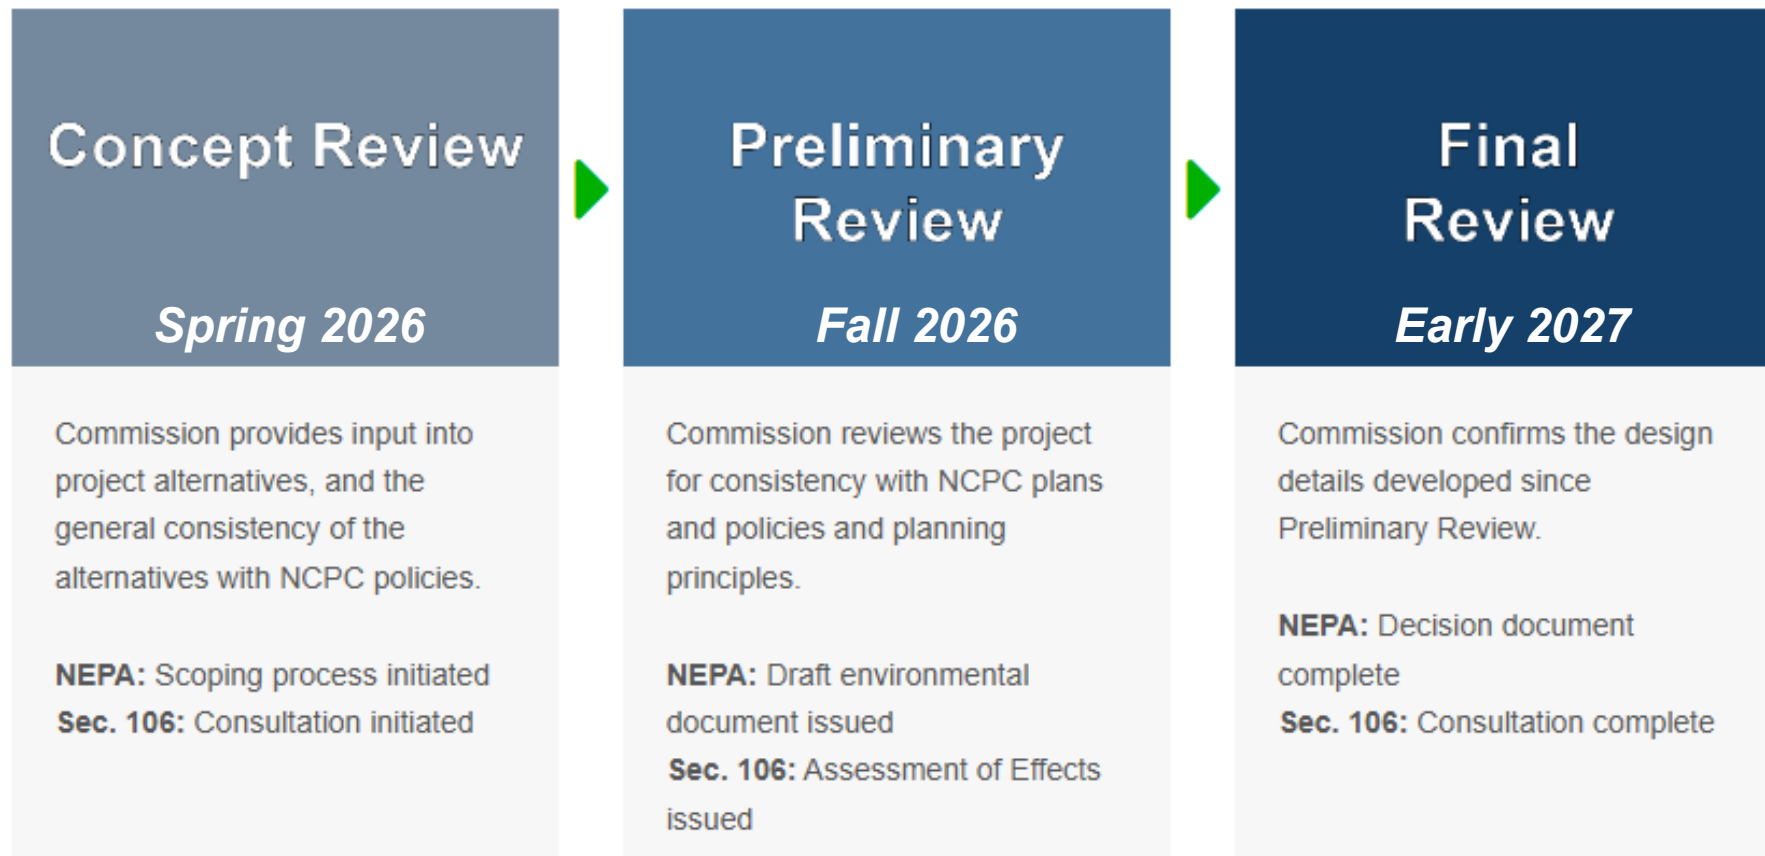 Concept Review
Spring 2026
Commission provides input into
project alternatives, and the
general consistency of the
alternatives with NCPC policies.
NEPA: Scoping process initiated
Sec. 106: Consultation initiated
Preliminary
Review
Fall 2026
Commission reviews the project
for consistency with NCPC plans
and policies and planning
principles.
NEPA: Draft environmental
document issued
Sec. 106: Assessment of Effects
issued
Final
Review
Early 2027
Commission confirms the design
details developed since
Preliminary Review.
NEPA: Decision document
complete
Sec. 106: Consultation complete